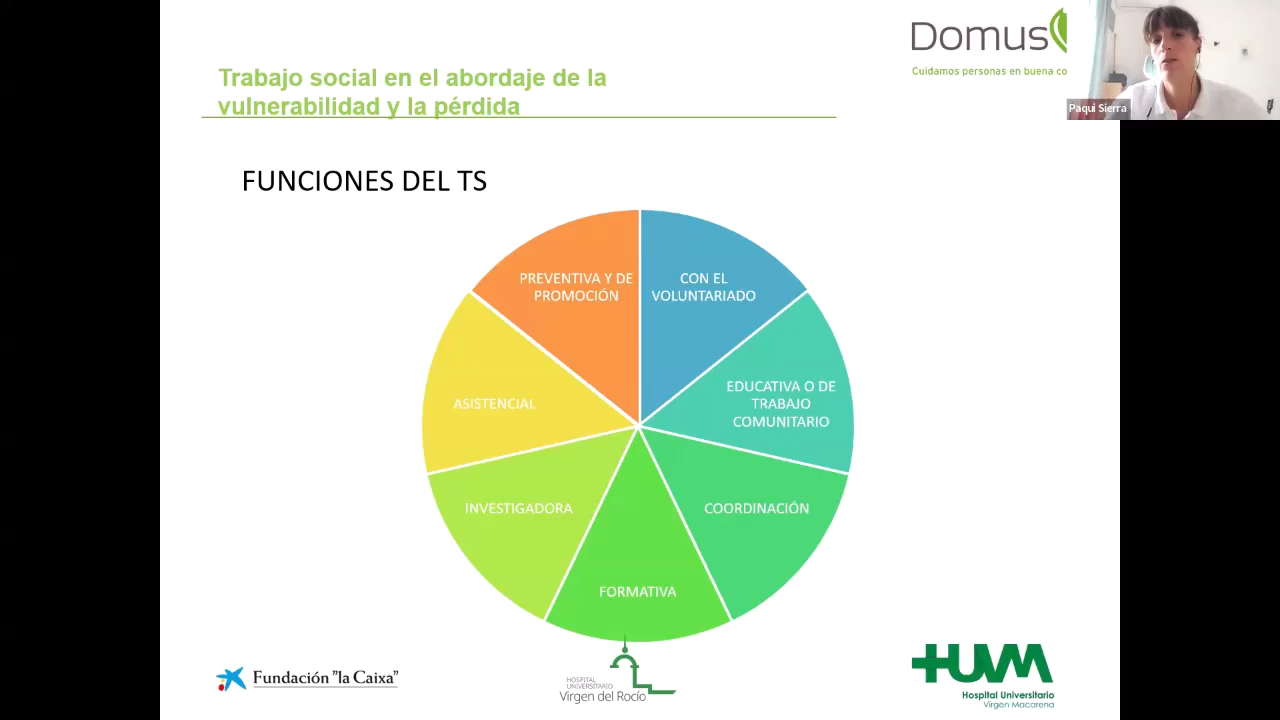 Domus
Cuidamos personas en buena co
Paqui Sierra
Trabajo social en el abordaje de la
vulnerabilidad y la pérdida
FUNCIONES DEL TS
PREVENTIVA Y DE
PROMOCIÓN
CON EL
VOLUNTARIADO
EDUCATIVA O DE
TRABAJO
COMUNITARIO
ASISTENCIAL
INVESTIGADORA
COORDINACIÓN
FORMATIVA
Fundación "la Caixa"
HOSPITAL
UNIVERSITARIO
Virgen del Rocío
HUVM
Hospital Universitario
Virgen Macarena